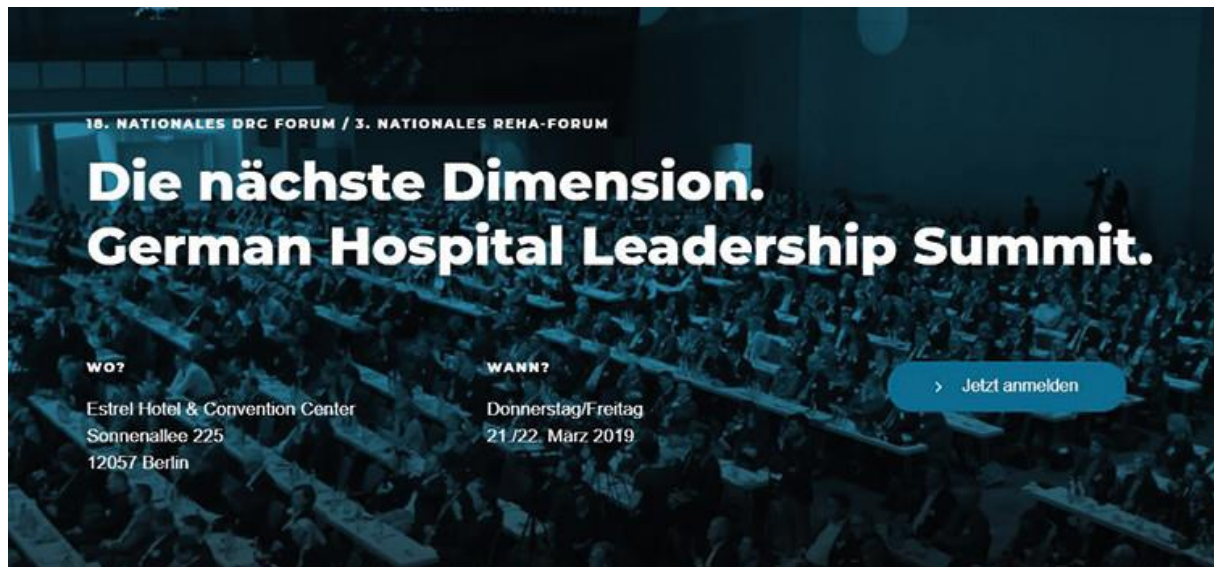 18. NATIONALES DRG FORUM / 3. NATIONALES REHA-FORUM
Die nächste Dimension.
German Hospital Leadership Summit.
WO?
Estrel Hotel & Convention Center
Sonnenallee 225
12057 Berlin
WANN?
Donnerstag/Freitag
21./22. März 2019
> Jetzt anmelden